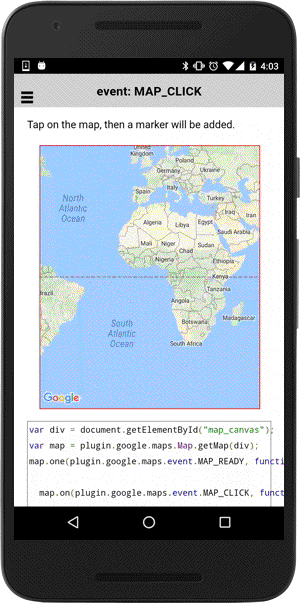 4:03
event: MAP_CLICK
Tap on the map, then a marker will be added.
United
Kingdom
Poland
Germany
Ukraine
Italy
Spain
Turkey
North
Atlantic
Ocean
Iraq
Iran
Algeria
Libya
Egypt
Saudi Arabia
Mali
Niger
Chad
Sudan
Nigeria
Ethiopia
Kenya
Brazil
Tanzania
Angola
South
Atlantic
Ocean
Botswana
Madagascar
South Africa
Google
var div = document.getElementById("map_canvas");
var map = plugin.google.maps.Map.getMap(div);
map.one(plugin.google.maps.event.MAP_READY, functi
map.on(plugin.google.maps.event.MAP_CLICK, funct